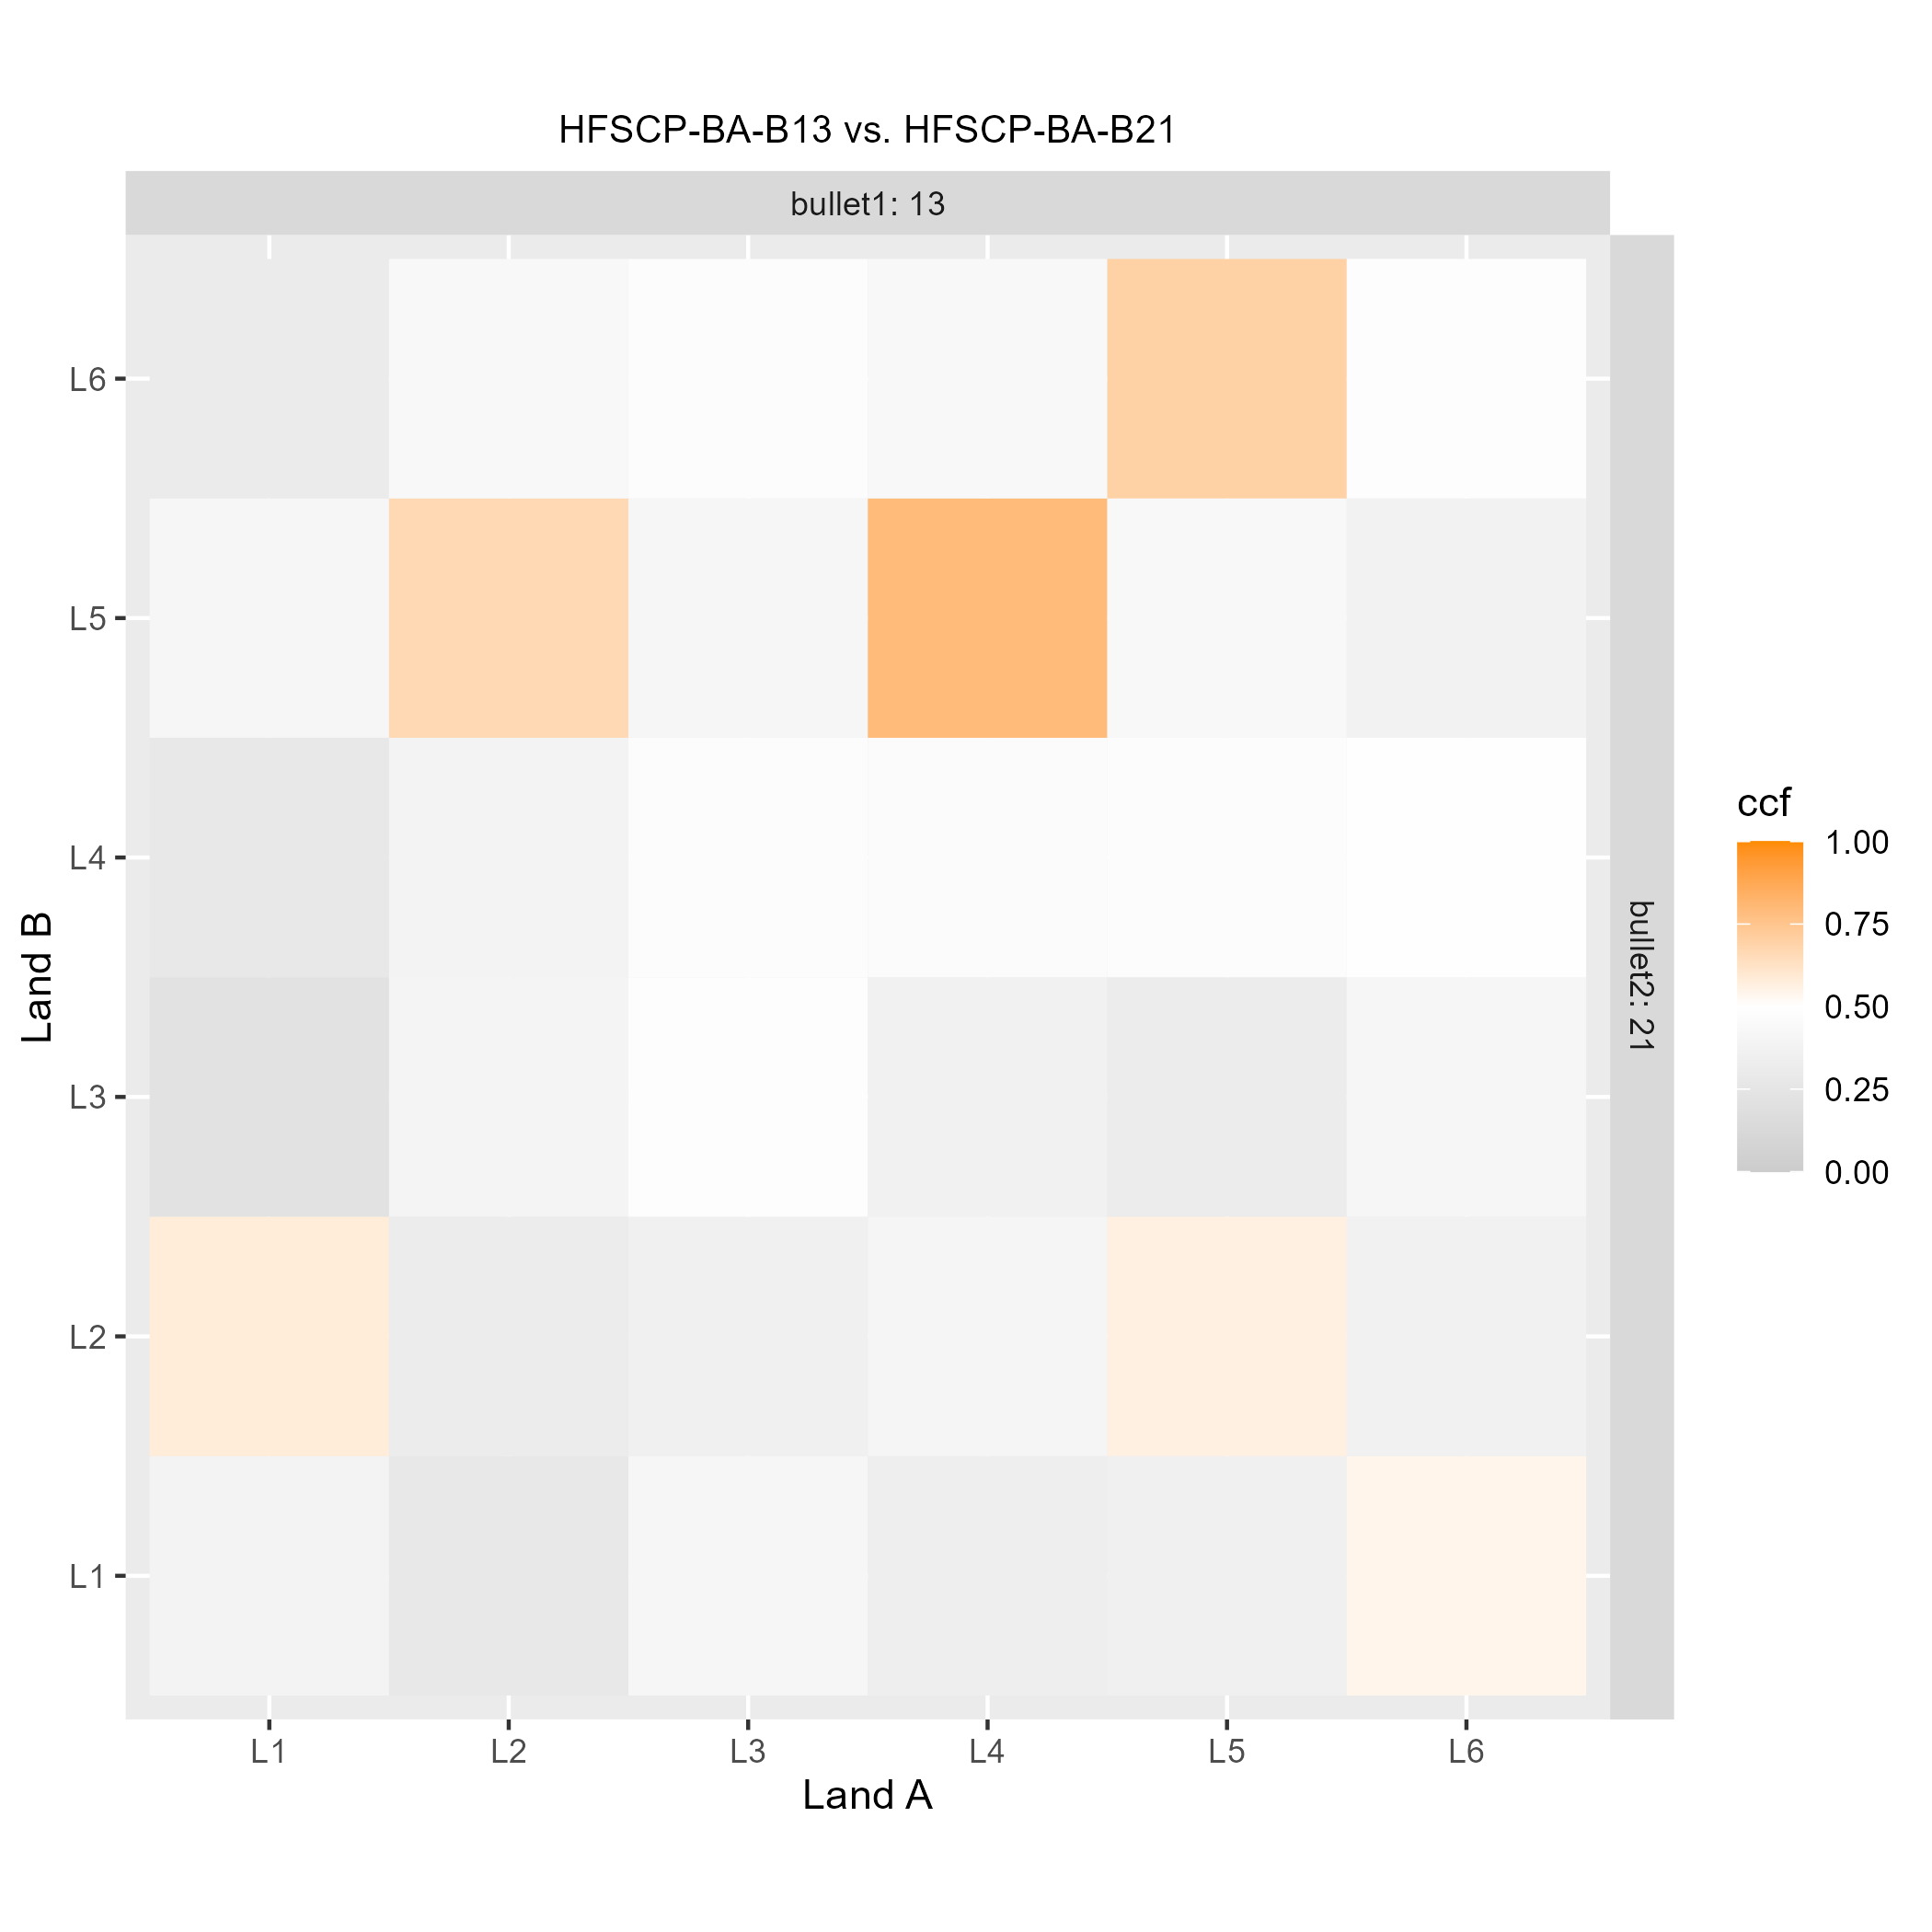 HFSCP-BA-B13 vs. HFSCP-BA-B21
bullet1: 13
L6
L5
L4
L3
L2
L1
Land B
bullet2: 21
ccf
1.00
0.75
0.50
0.25
0.00
L1 L2 L3 L4 L5 L6
Land A